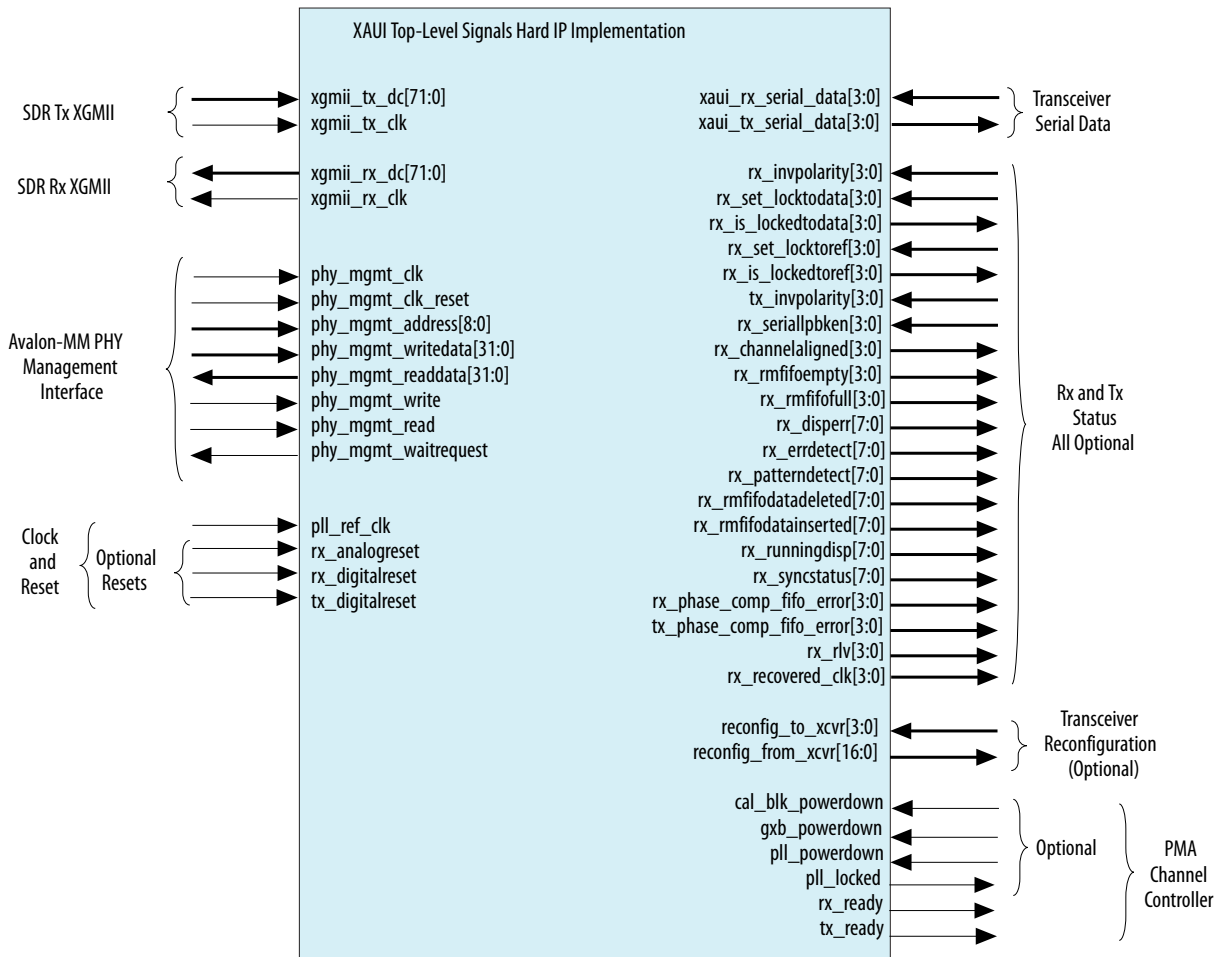 XAUI Top-Level Signals Hard IP Implementation
SDR Tx XGMII
xgmii_tx_dc[71:0]
xgmii_tx_clk
SDR Rx XGMII
xgmii_rx_dc[71:0]
xgmii_rx_clk
Avalon-MM PHY
Management
Interface
phy_mgmt_clk
phy_mgmt_clk_reset
phy_mgmt_address[8:0]
phy_mgmt_writedata[31:0]
phy_mgmt_readdata[31:0]
phy_mgmt_write
phy_mgmt_read
phy_mgmt_waitrequest
Clock
and
Reset
Optional
Resets
pll_ref_clk
rx_analogreset
rx_digitalreset
tx_digitalreset
xaui_rx_serial_data[3:0]
xaui_tx_serial_data[3:0]
Transceiver
Serial Data
rx_invpolarity[3:0]
rx_set_locktodata[3:0]
rx_is_lockedtodata[3:0]
rx_set_locktoref[3:0]
rx_is_lockedtoref[3:0]
tx_invpolarity[3:0]
rx_seriallpbken[3:0]
rx_channelaligned[3:0]
rx_rmfifoempty[3:0]
rx_rmfifofull[3:0]
rx_disperr[7:0]
rx_errdetect[7:0]
rx_patterndetect[7:0]
rx_rmfifodatadeleted[7:0]
rx_rmfifodatainserted[7:0]
rx_runningdisp[7:0]
rx_syncstatus[7:0]
rx_phase_comp_fifo_error[3:0]
tx_phase_comp_fifo_error[3:0]
rx_rlv[3:0]
rx_recovered_clk[3:0]
Rx and Tx
Status
All Optional
reconfig_to_xcvr[3:0]
reconfig_from_xcvr[16:0]
Transceiver
Reconfiguration
(Optional)
cal_blk_powerdown
gxb_powerdown
pll_powerdown
pll_locked
rx_ready
tx_ready
Optional
PMA
Channel
Controller